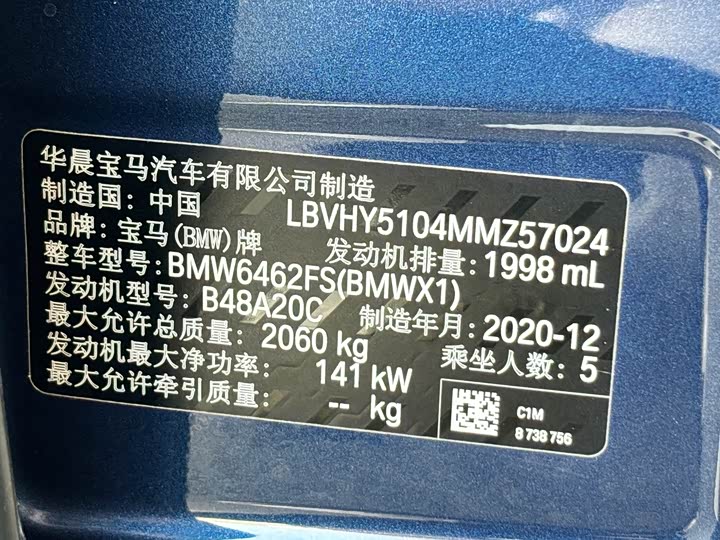 华晨宝马汽车有限公司制造
制造国: 中国 LBVHY5104MMZ57024
品牌: 宝马(BMW)牌 发动机排量: 1998 mL
整车型号: BMW6462FS(BMWX1)
发动机型号: B48A20C 制造年月: 2020-12
最大允许总质量: 2060 kg 乘坐人数: 5
发动机最大净功率: 141 kW
最大允许牵引质量: -- kg
C1M
8 738 756